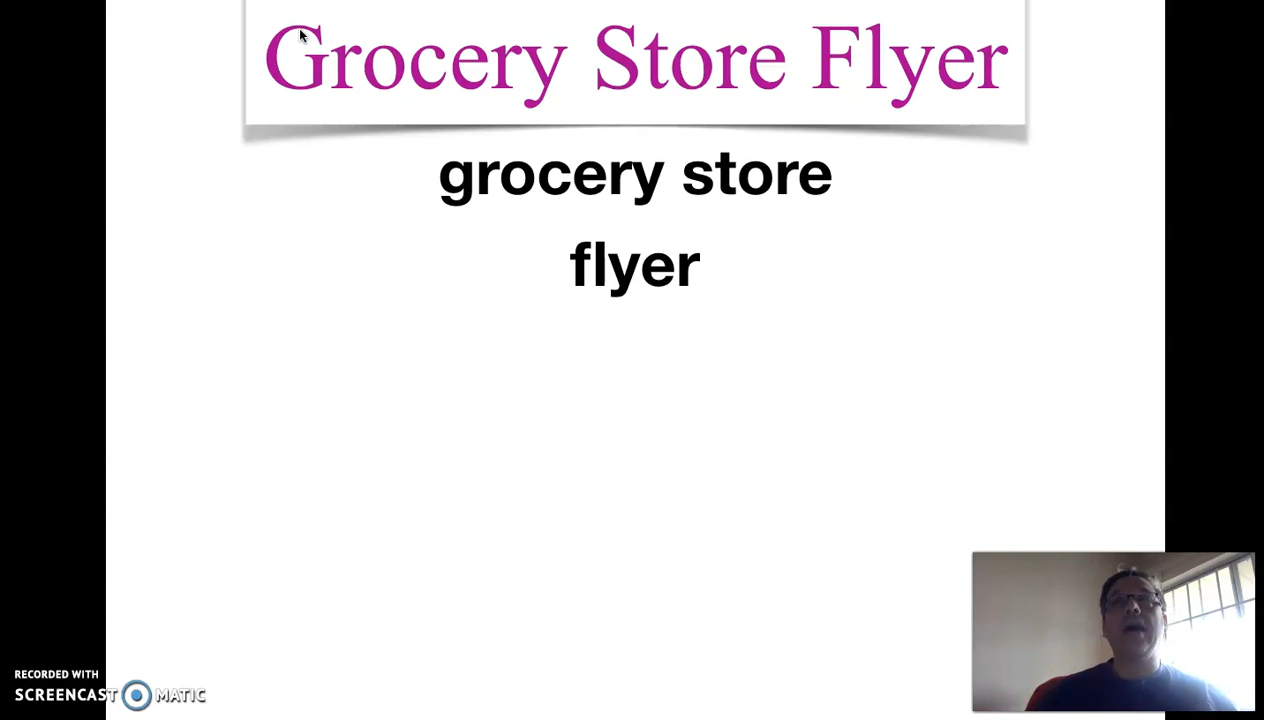 Grocery Store Flyer
grocery store
flyer
RECORDED WITH
SCREENCAST MATIC